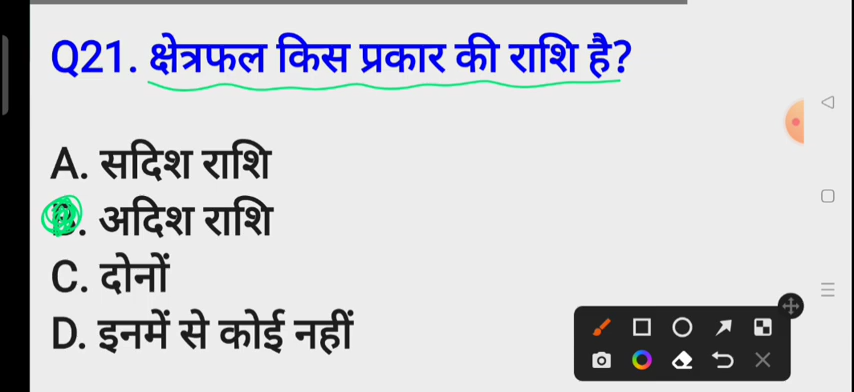 Q21. क्षेत्रफल किस प्रकार की राशि है?
A. सदिश राशि
B. अदिश राशि
C. दोनों
D. इनमें से कोई नहीं